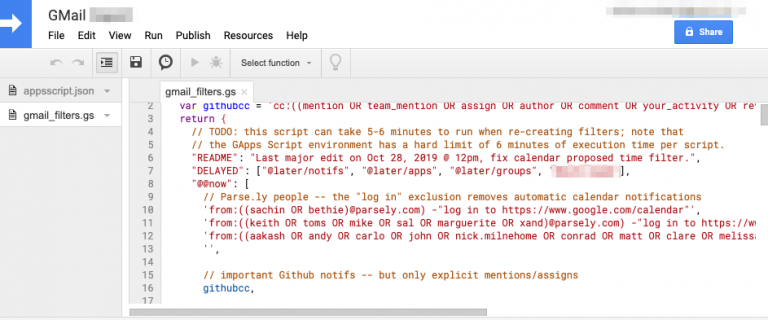 GMail
File Edit View Run Publish Resources Help
Share
Select function
appsscript.json
gmail_filters.gs
gmail_filters.gs ×
2 var githubcc = 'cc:((mention OR team_mention OR assign OR author OR comment OR your_activity OR re
3 return {
4 // TODO: this script can take 5-6 minutes to run when re-creating filters; note that
5 // the GApps Script environment has a hard limit of 6 minutes of execution time per script.
6 "README": "Last major edit on Oct 28, 2019 @ 12pm, fix calendar proposed time filter.",
7 "DELAYED": ["@later/notifs", "@later/apps", "@later/groups", "],
8 "@@now": [
9 // Parse.ly people -- the "log in" exclusion removes automatic calendar notifications
10 'from:((sachin OR bethie)@parsely.com) -"log in to https://www.google.com/calendar"',
11 'from:((keith OR toms OR mike OR sal OR marguerite OR xand)@parsely.com) -"log in to https://ww
12 'from:((aakash OR andy OR carlo OR john OR nick.milnehome OR conrad OR matt OR clare OR melissa
13 '',
14
15 // important Github notifs -- but only explicit mentions/assigns
16 githubcc,
17